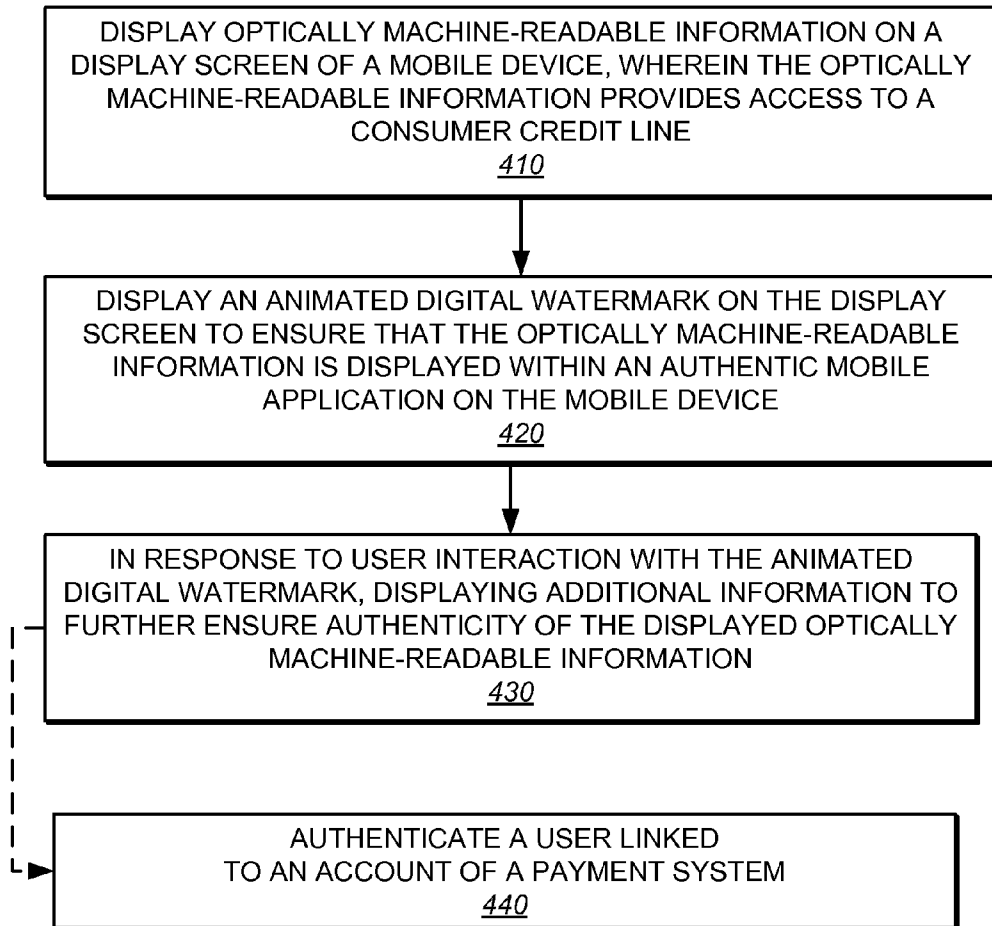 DISPLAY OPTICALLY MACHINE-READABLE INFORMATION ON A
DISPLAY SCREEN OF A MOBILE DEVICE, WHEREIN THE OPTICALLY
MACHINE-READABLE INFORMATION PROVIDES ACCESS TO A
CONSUMER CREDIT LINE
410
DISPLAY AN ANIMATED DIGITAL WATERMARK ON THE DISPLAY
SCREEN TO ENSURE THAT THE OPTICALLY MACHINE-READABLE
INFORMATION IS DISPLAYED WITHIN AN AUTHENTIC MOBILE
APPLICATION ON THE MOBILE DEVICE
420
IN RESPONSE TO USER INTERACTION WITH THE ANIMATED
DIGITAL WATERMARK, DISPLAYING ADDITIONAL INFORMATION TO
FURTHER ENSURE AUTHENTICITY OF THE DISPLAYED OPTICALLY
MACHINE-READABLE INFORMATION
430
AUTHENTICATE A USER LINKED
TO AN ACCOUNT OF A PAYMENT SYSTEM
440